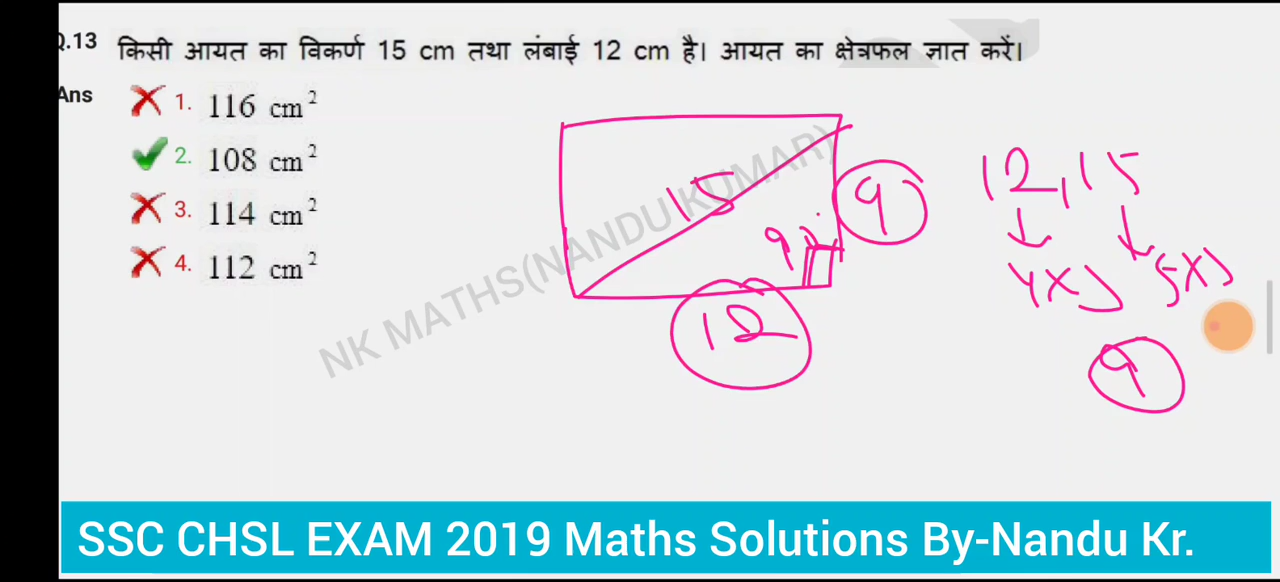 Q.13 किसी आयत का विकर्ण 15 cm तथा लंबाई 12 cm है। आयत का क्षेत्रफल ज्ञात करें।
Ans
1. 116 cm²
2. 108 cm²
3. 114 cm²
4. 112 cm²
15
9
90°
12
12, 15
4×3 5×3
9
NK MATHS(NANDU KUMAR)
SSC CHSL EXAM 2019 Maths Solutions By-Nandu Kr.